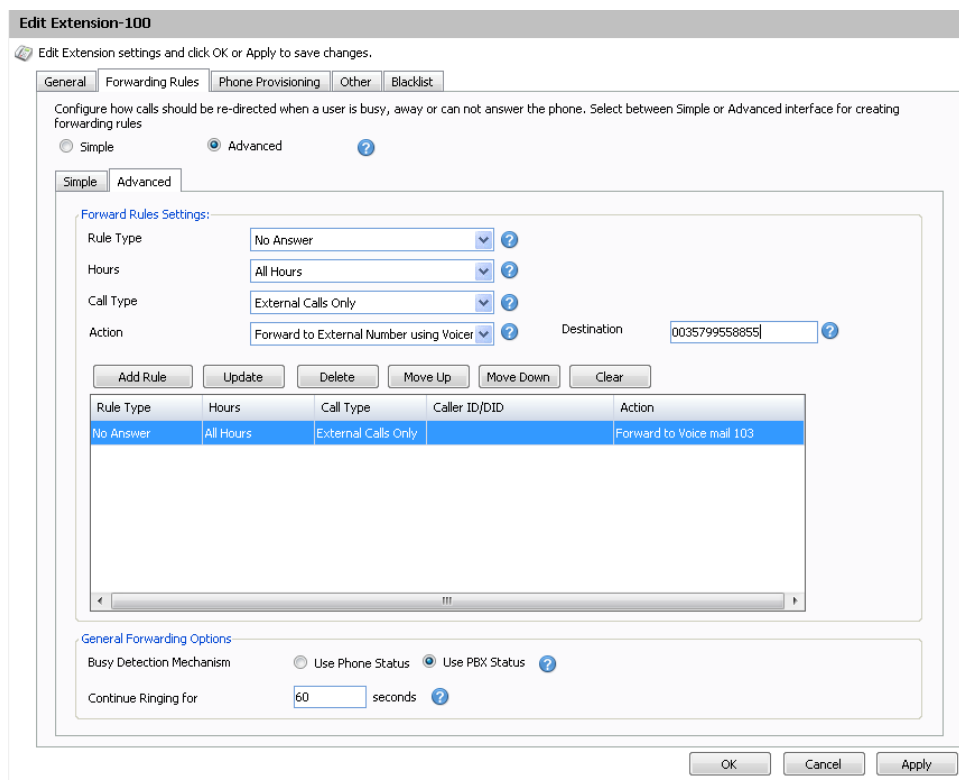 Edit Extension-100
Edit Extension settings and click OK or Apply to save changes.
General Forwarding Rules Phone Provisioning Other Blacklist
Configure how calls should be re-directed when a user is busy, away or can not answer the phone. Select between Simple or Advanced interface for creating
forwarding rules
Simple Advanced ?
Simple Advanced
Forward Rules Settings:
Rule Type No Answer ?
Hours All Hours ?
Call Type External Calls Only ?
Action Forward to External Number using Voicer ? Destination 0035799558855 ?
Add Rule Update Delete Move Up Move Down Clear
Rule Type Hours Call Type Caller ID/DID Action
No Answer All Hours External Calls Only Forward to Voice mail 103
General Forwarding Options
Busy Detection Mechanism Use Phone Status Use PBX Status ?
Continue Ringing for 60 seconds ?
OK Cancel Apply